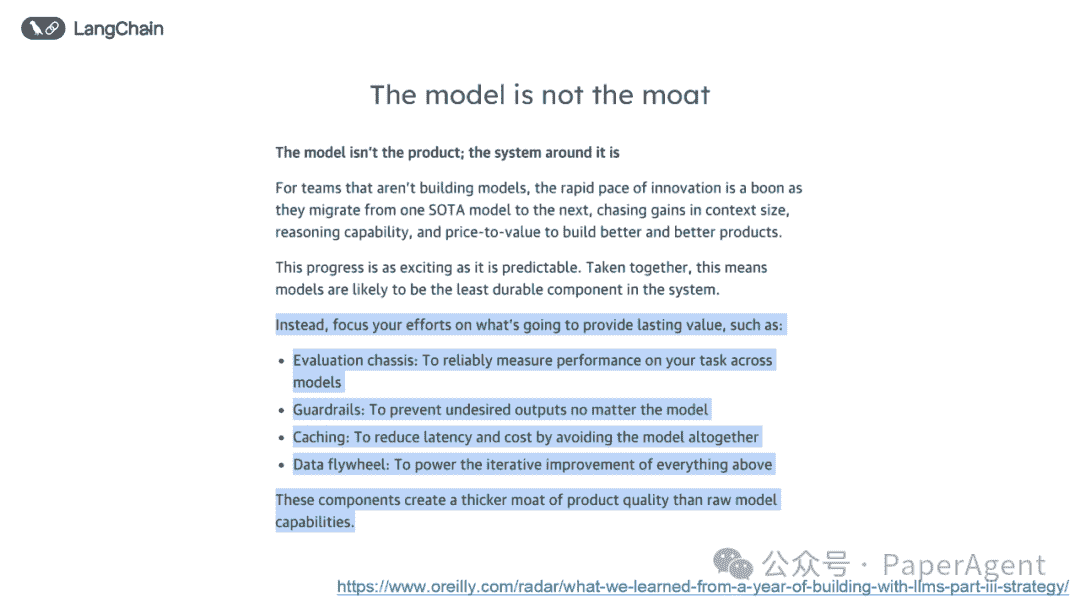 LangChain
The model is not the moat
The model isn't the product; the system around it is
For teams that aren't building models, the rapid pace of innovation is a boon as
they migrate from one SOTA model to the next, chasing gains in context size,
reasoning capability, and price-to-value to build better and better products.
This progress is as exciting as it is predictable. Taken together, this means
models are likely to be the least durable component in the system.
Instead, focus your efforts on what's going to provide lasting value, such as:
• Evaluation chassis: To reliably measure performance on your task across
models
• Guardrails: To prevent undesired outputs no matter the model
• Caching: To reduce latency and cost by avoiding the model altogether
• Data flywheel: To power the iterative improvement of everything above
These components create a thicker moat of product quality than raw model
capabilities.
公众号 · PaperAgent
https://www.oreilly.com/radar/what-we-learned-from-a-year-of-building-with-llms-part-iii-strategy/